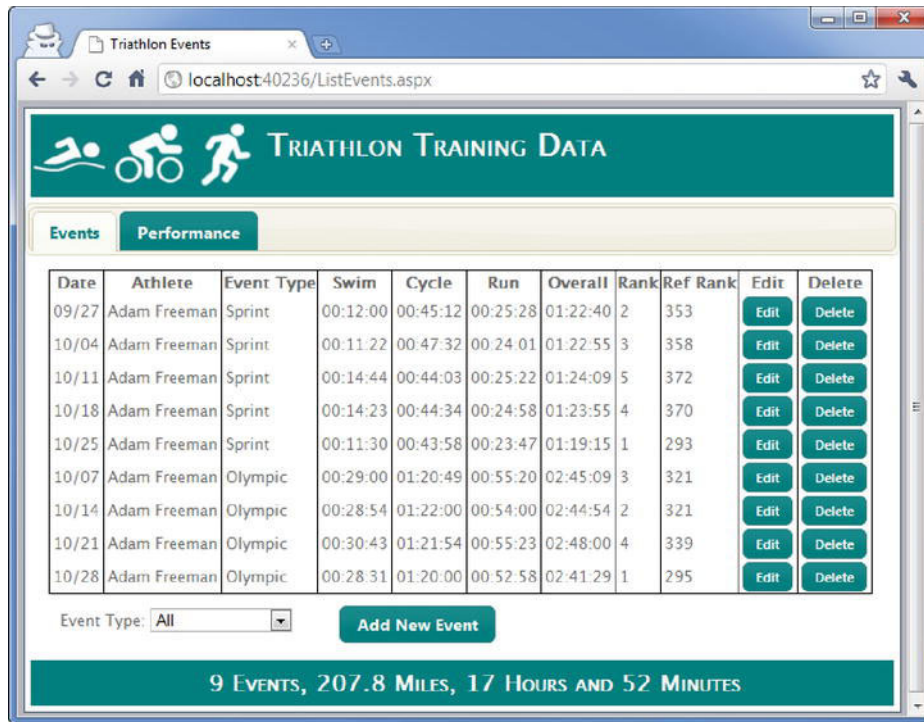 Triathlon Events
localhost:40236/ListEvents.aspx
TRIATHLON TRAINING DATA
Events Performance
Date Athlete Event Type Swim Cycle Run Overall Rank Ref Rank Edit Delete
09/27 Adam Freeman Sprint 00:12:00 00:45:12 00:25:28 01:22:40 2 353 Edit Delete
10/04 Adam Freeman Sprint 00:11:22 00:47:32 00:24:01 01:22:55 3 358 Edit Delete
10/11 Adam Freeman Sprint 00:14:44 00:44:03 00:25:22 01:24:09 5 372 Edit Delete
10/18 Adam Freeman Sprint 00:14:23 00:44:34 00:24:58 01:23:55 4 370 Edit Delete
10/25 Adam Freeman Sprint 00:11:30 00:43:58 00:23:47 01:19:15 1 293 Edit Delete
10/07 Adam Freeman Olympic 00:29:00 01:20:49 00:55:20 02:45:09 3 321 Edit Delete
10/14 Adam Freeman Olympic 00:28:54 01:22:00 00:54:00 02:44:54 2 321 Edit Delete
10/21 Adam Freeman Olympic 00:30:43 01:21:54 00:55:23 02:48:00 4 339 Edit Delete
10/28 Adam Freeman Olympic 00:28:31 01:20:00 00:52:58 02:41:29 1 295 Edit Delete
Event Type: All Add New Event
9 EVENTS, 207.8 MILES, 17 HOURS AND 52 MINUTES